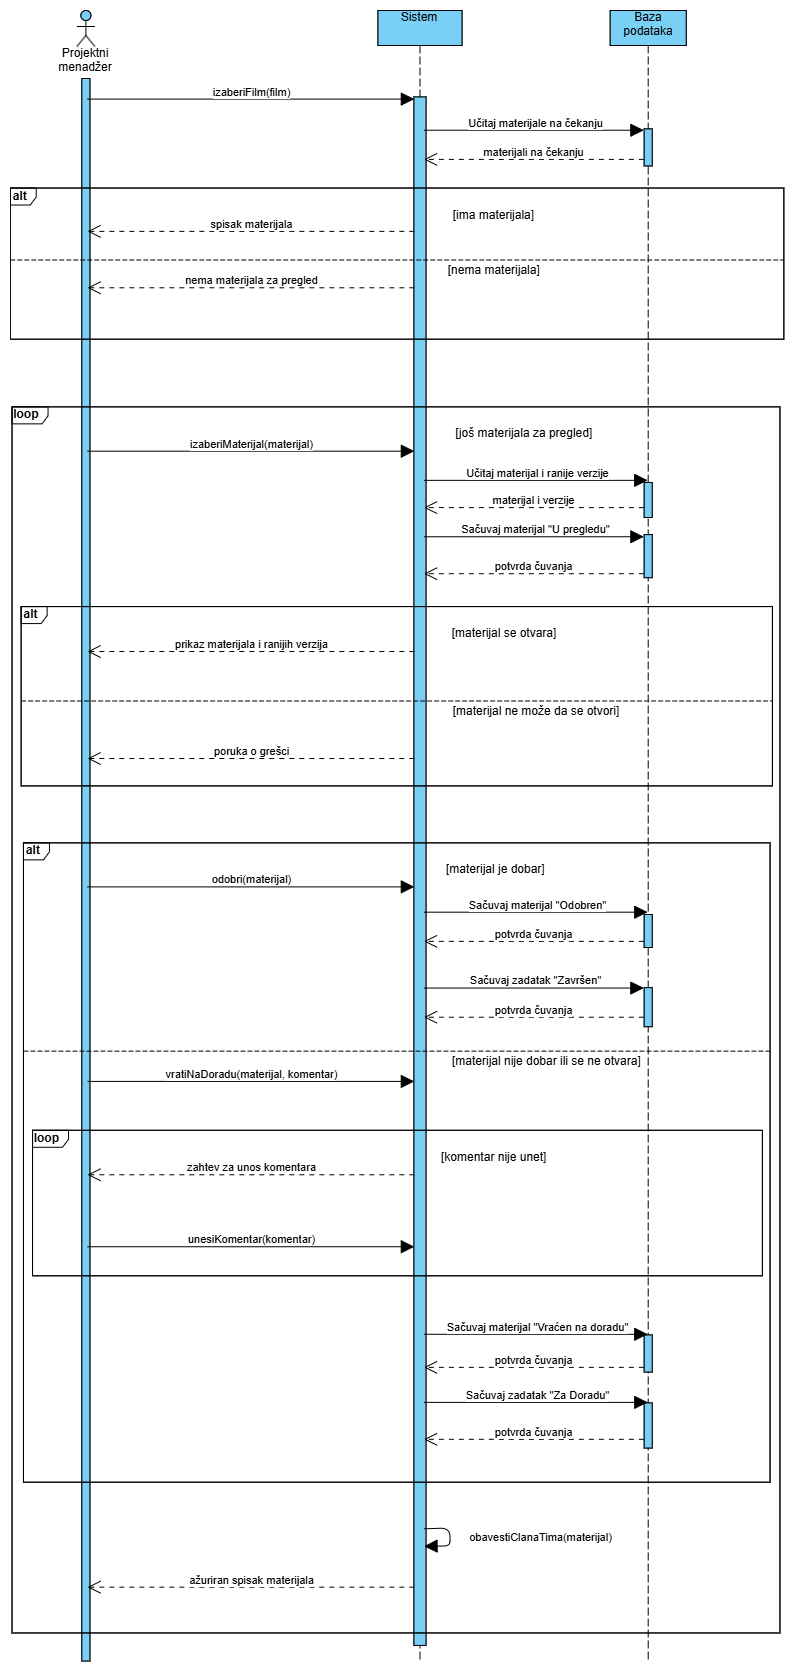 Projektni
menadžer
Sistem
Baza
podataka
izaberiFilm(film)
Učitaj materijale na čekanju
materijali na čekanju
alt
[ima materijala]
spisak materijala
[nema materijala]
nema materijala za pregled
loop
[još materijala za pregled]
izaberiMaterijal(materijal)
Učitaj materijal i ranije verzije
materijal i verzije
Sačuvaj materijal "U pregledu"
potvrda čuvanja
alt
[materijal se otvara]
prikaz materijala i ranijih verzija
[materijal ne može da se otvori]
poruka o grešci
alt
[materijal je dobar]
odobri(materijal)
Sačuvaj materijal "Odobren"
potvrda čuvanja
Sačuvaj zadatak "Završen"
potvrda čuvanja
[materijal nije dobar ili se ne otvara]
vratiNaDoradu(materijal, komentar)
loop
[komentar nije unet]
zahtev za unos komentara
unesiKomentar(komentar)
Sačuvaj materijal "Vraćen na doradu"
potvrda čuvanja
Sačuvaj zadatak "Za Doradu"
potvrda čuvanja
obavestiClanaTima(materijal)
ažuriran spisak materijala